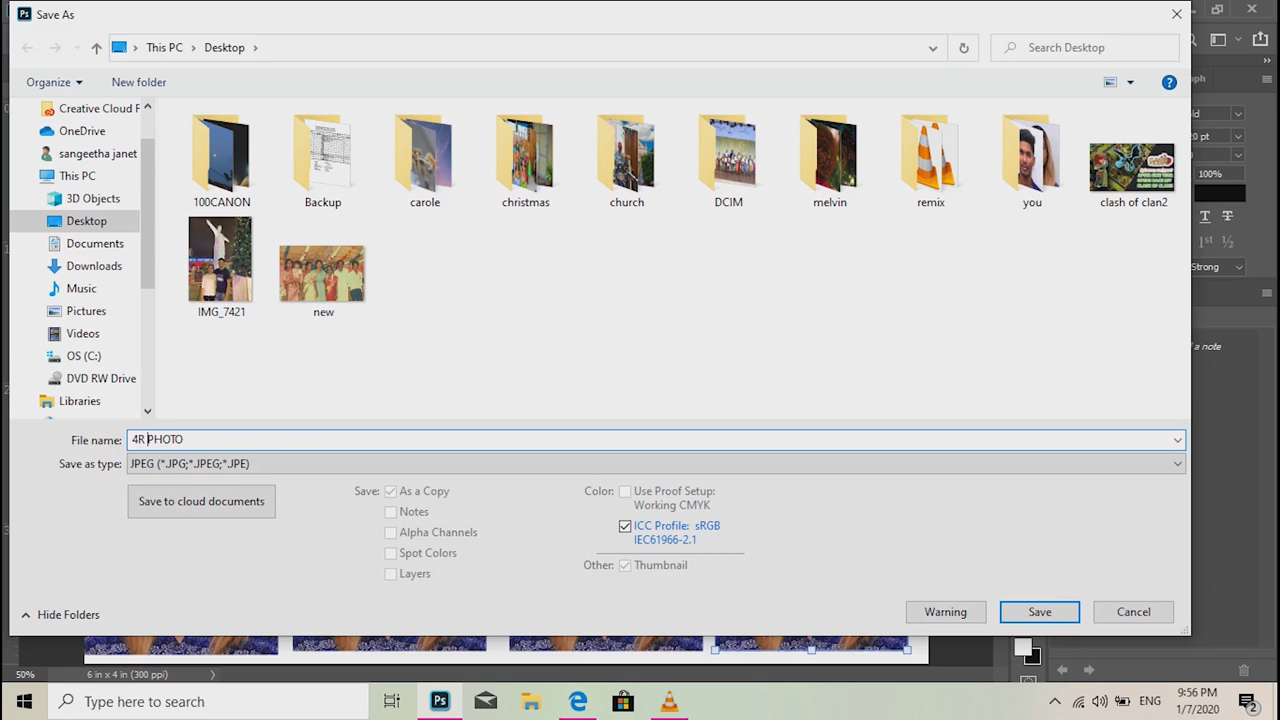 Save As
This PC
Desktop
Search Desktop
Organize
New folder
Creative Cloud F
OneDrive
sangeetha janet
This PC
3D Objects
Desktop
Documents
Downloads
Music
Pictures
Videos
OS (C:)
DVD RW Drive
Libraries
100CANON
Backup
carole
christmas
church
DCIM
melvin
remix
you
clash of clan2
IMG_7421
new
File name:
4R PHOTO
Save as type:
JPEG (*.JPG;*.JPEG;*.JPE)
Save to cloud documents
Save:
As a Copy
Notes
Alpha Channels
Spot Colors
Layers
Color:
Use Proof Setup:
Working CMYK
ICC Profile: sRGB
IEC61966-2.1
Other:
Thumbnail
Hide Folders
Warning
Save
Cancel
100%
Strong
50%
6 in x 4 in (300 ppi)
Type here to search
ENG
9:56 PM
1/7/2020
2